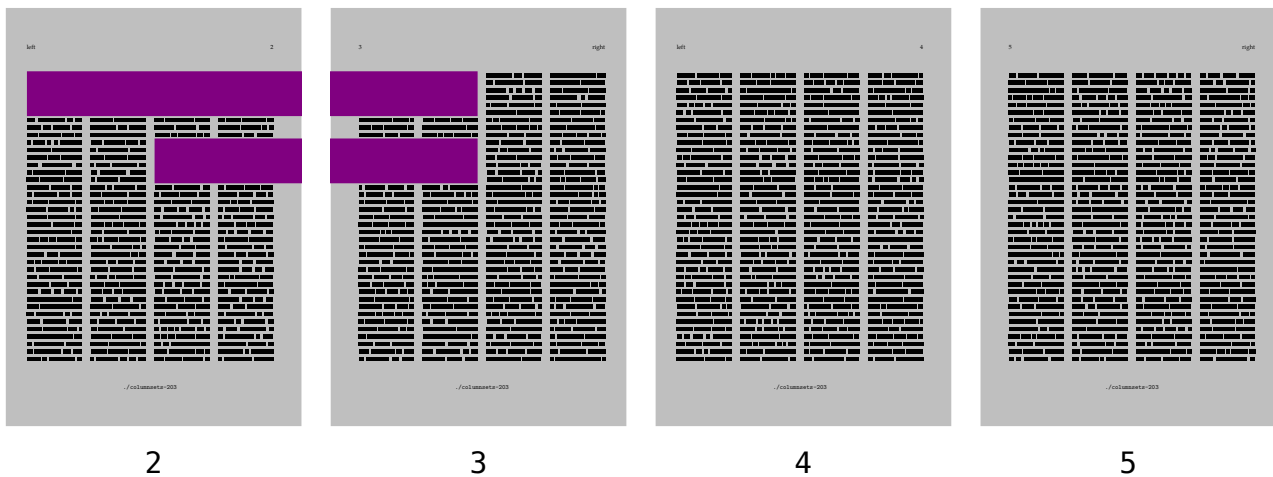 left 2
3 right
left 4
5 right
./columnsets-203
./columnsets-203
./columnsets-203
./columnsets-203
2
3
4
5